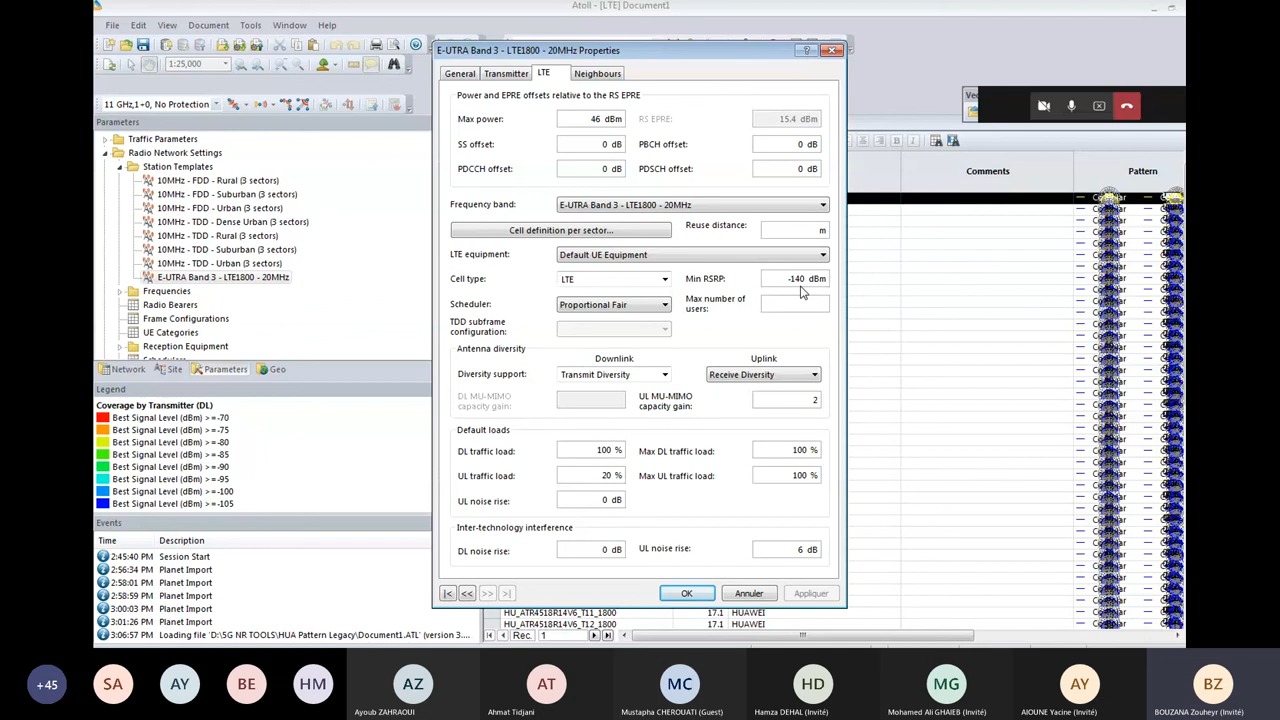 Atoll - [LTE] Document1
File Edit View Document Tools Window Help
1:25,000
11 GHz,1+0, No Protection
Parameters
Traffic Parameters
Radio Network Settings
Station Templates
10MHz - FDD - Rural (3 sectors)
10MHz - FDD - Suburban (3 sectors)
10MHz - FDD - Urban (3 sectors)
10MHz - TDD - Dense Urban (3 sectors)
10MHz - TDD - Rural (3 sectors)
10MHz - TDD - Suburban (3 sectors)
10MHz - TDD - Urban (3 sectors)
E-UTRA Band 3 - LTE1800 - 20MHz
Frequencies
Radio Bearers
Frame Configurations
UE Categories
Reception Equipment
Network Site Parameters Geo
Legend
Coverage by Transmitter (DL)
Best Signal Level (dBm) >=-70
Best Signal Level (dBm) >=-75
Best Signal Level (dBm) >=-80
Best Signal Level (dBm) >=-85
Best Signal Level (dBm) >=-90
Best Signal Level (dBm) >=-95
Best Signal Level (dBm) >=-100
Best Signal Level (dBm) >=-105
Events
Time Description
2:45:40 PM Session Start
2:56:34 PM Planet Import
2:58:01 PM Planet Import
2:58:59 PM Planet Import
3:00:03 PM Planet Import
3:01:26 PM Planet Import
3:06:57 PM Loading file 'D:\5G NR TOOLS\HUA Pattern Legacy\Document1.ATL' (version 3....
E-UTRA Band 3 - LTE1800 - 20MHz Properties
General Transmitter LTE Neighbours
Power and EPRE offsets relative to the RS EPRE
Max power: 46 dBm RS EPRE: 15.4 dBm
SS offset: 0 dB PBCH offset: 0 dB
PDCCH offset: 0 dB PDSCH offset: 0 dB
Frequency band: E-UTRA Band 3 - LTE1800 - 20MHz
Cell definition per sector... Reuse distance: m
LTE equipment: Default UE Equipment
Cell type: LTE Min RSRP: -140 dBm
Scheduler: Proportional Fair Max number of users:
TDD subframe configuration:
Antenna diversity
Downlink Uplink
Diversity support: Transmit Diversity Receive Diversity
DL MU-MIMO capacity gain: UL MU-MIMO capacity gain: 2
Default loads
DL traffic load: 100 % Max DL traffic load: 100 %
UL traffic load: 20 % Max UL traffic load: 100 %
UL noise rise: 0 dB
Inter-technology interference
DL noise rise: 0 dB UL noise rise: 6 dB
|< << >> >| OK Annuler Appliquer
Comments Pattern
HU_ATR4518R14V6_T11_1800 17.1 HUAWEI
HU_ATR4518R14V6_T12_1800 17.1 HUAWEI
Rec. 1
+45 SA AY BE HM AZ AT MC HD MG AY BZ
Ayoub ZAHRAOUI Ahmat Tidjani Mustapha CHEROUATI (Guest) Hamza DEHAL (Invité) Mohamed Ali GHAIEB (Invité) AIOUNE Yacine (Invité) BOUZANA Zouheyr (Invité)